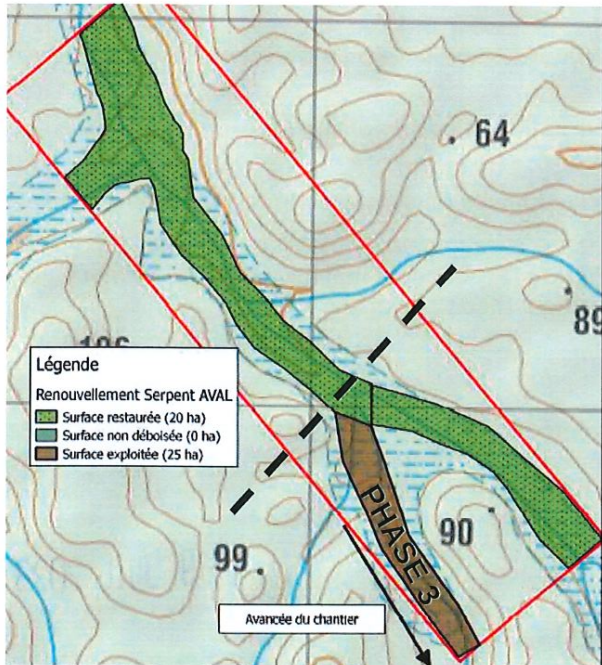 64
89
Légende
Renouvellement Serpent AVAL
Surface restaurée (20 ha)
Surface non déboisée (0 ha)
Surface exploitée (25 ha)
PHASE 3
90
99
Avancée du chantier